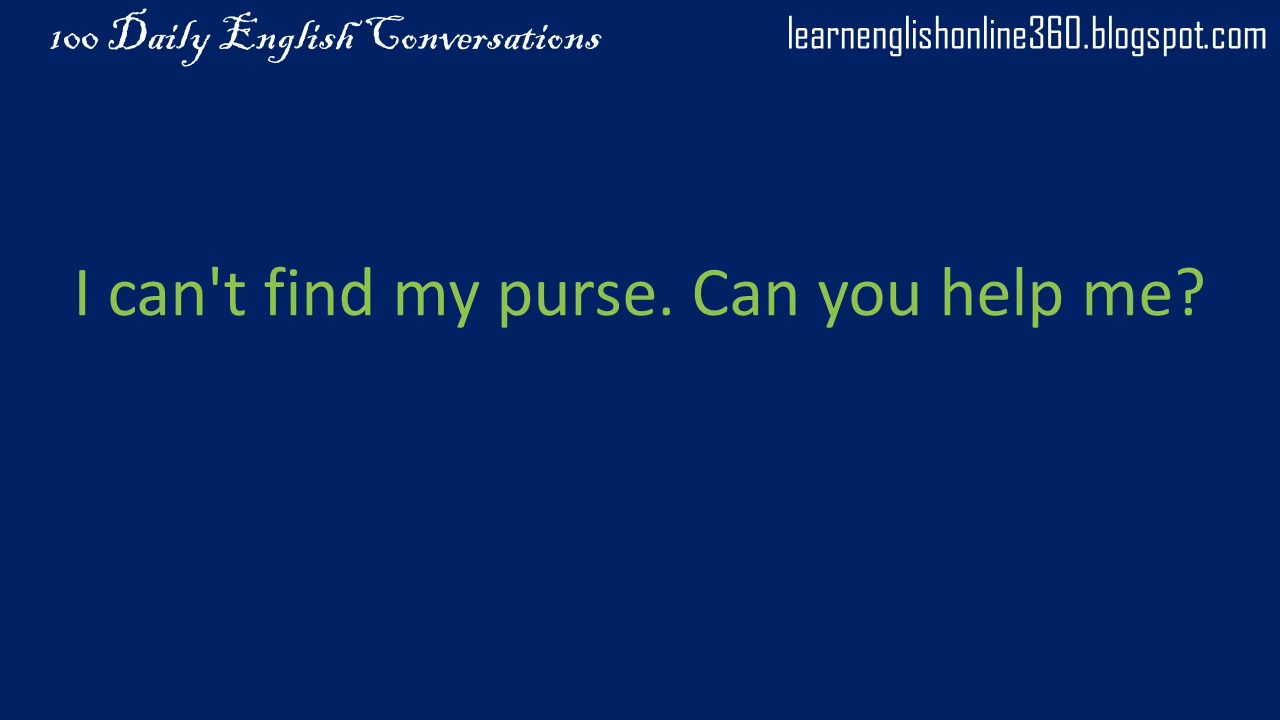 100 Daily English Conversations
learnenglishonline360.blogspot.com
I can't find my purse. Can you help me?